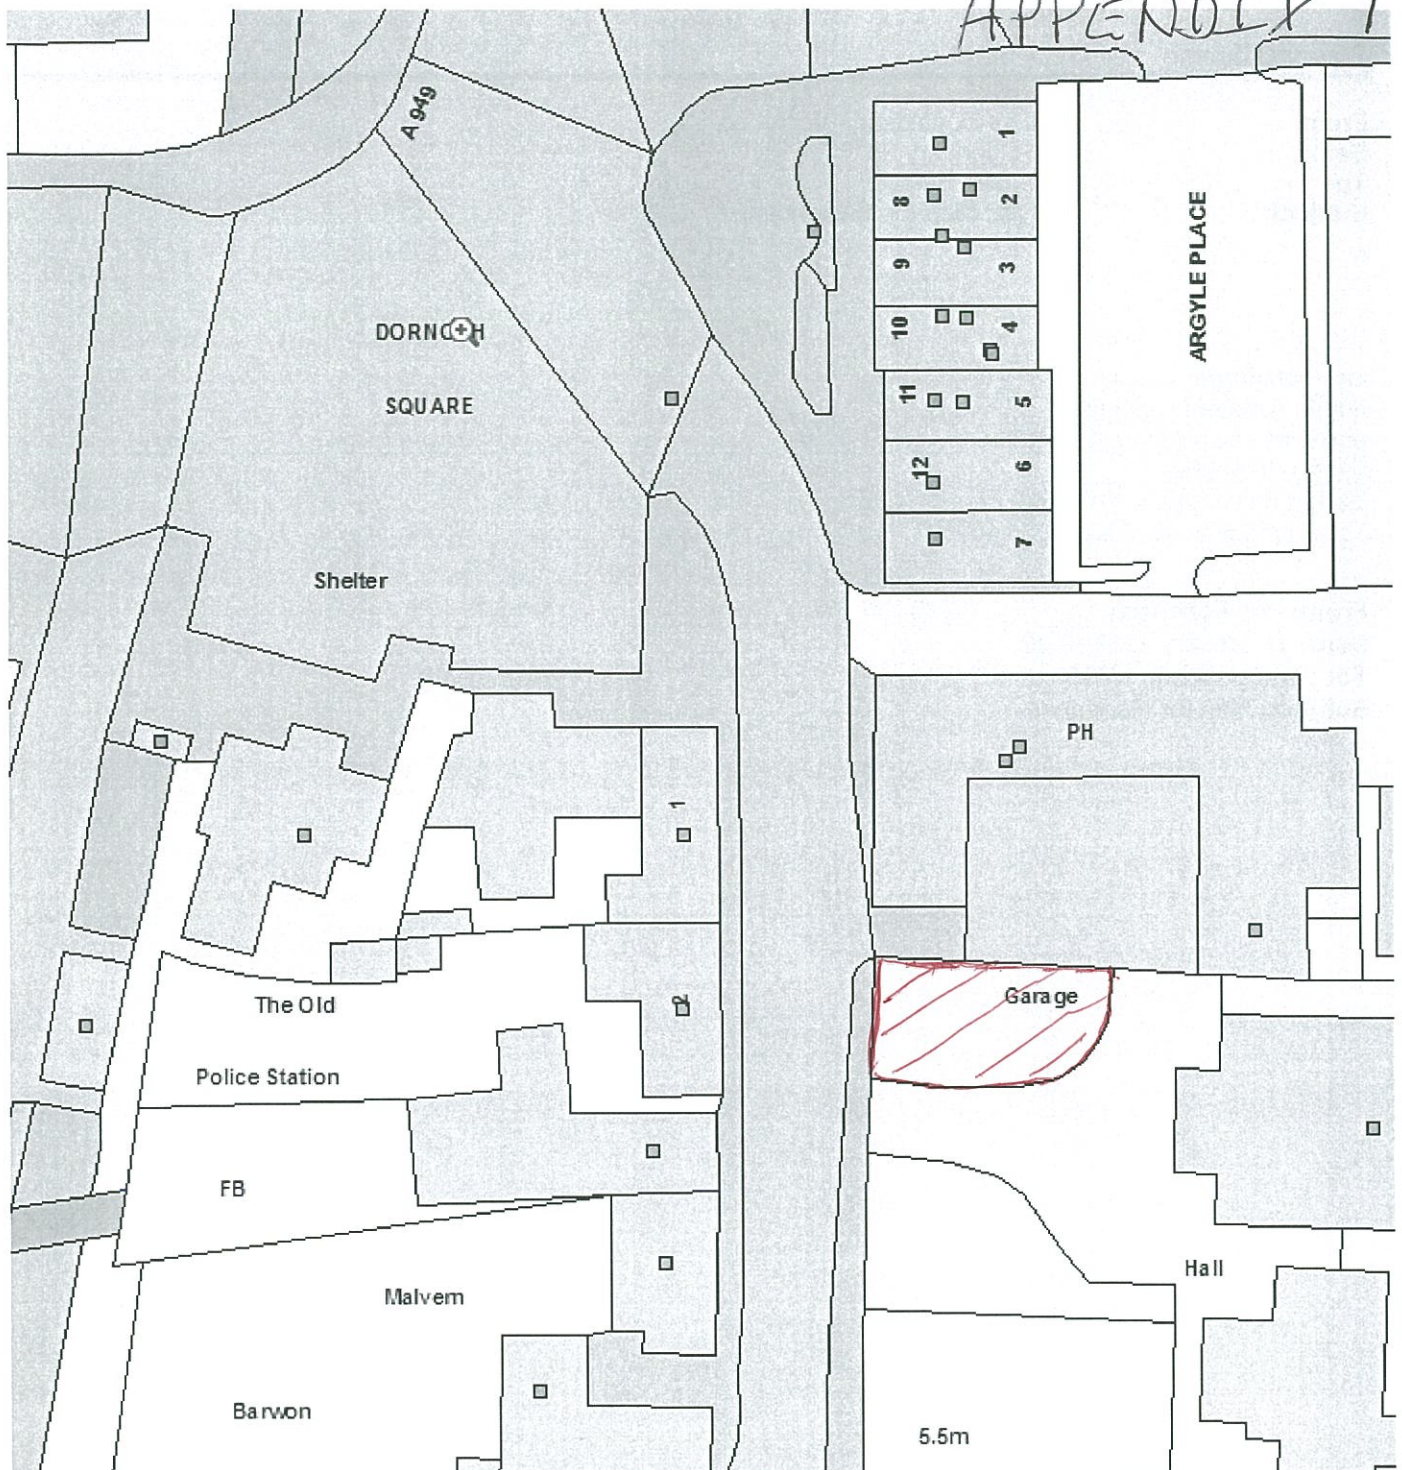 APPENDIX 1
A 949
1
8
2
9
3
10
4
11
5
12
6
7
ARGYLE PLACE
DORNOCH
SQUARE
Shelter
PH
1
2
The Old
Police Station
Garage
FB
Malvern
Hall
Barwon
5.5m